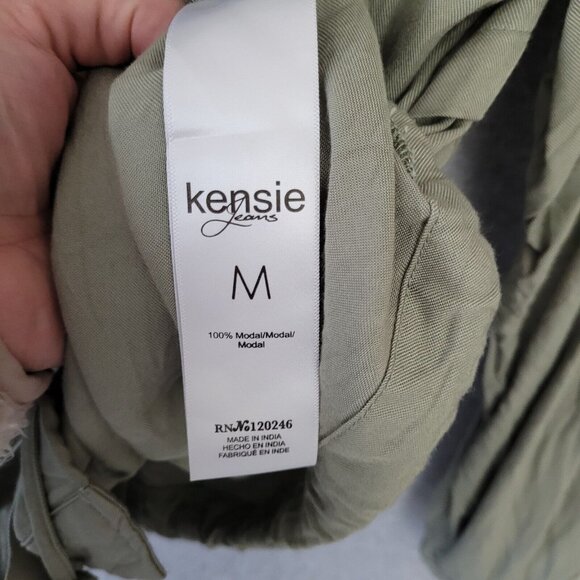 kensie
Jeans
M
100% Modal/Modal/
Modal
RN№120246
MADE IN INDIA
HECHO EN INDIA
FABRIQUÉ EN INDE